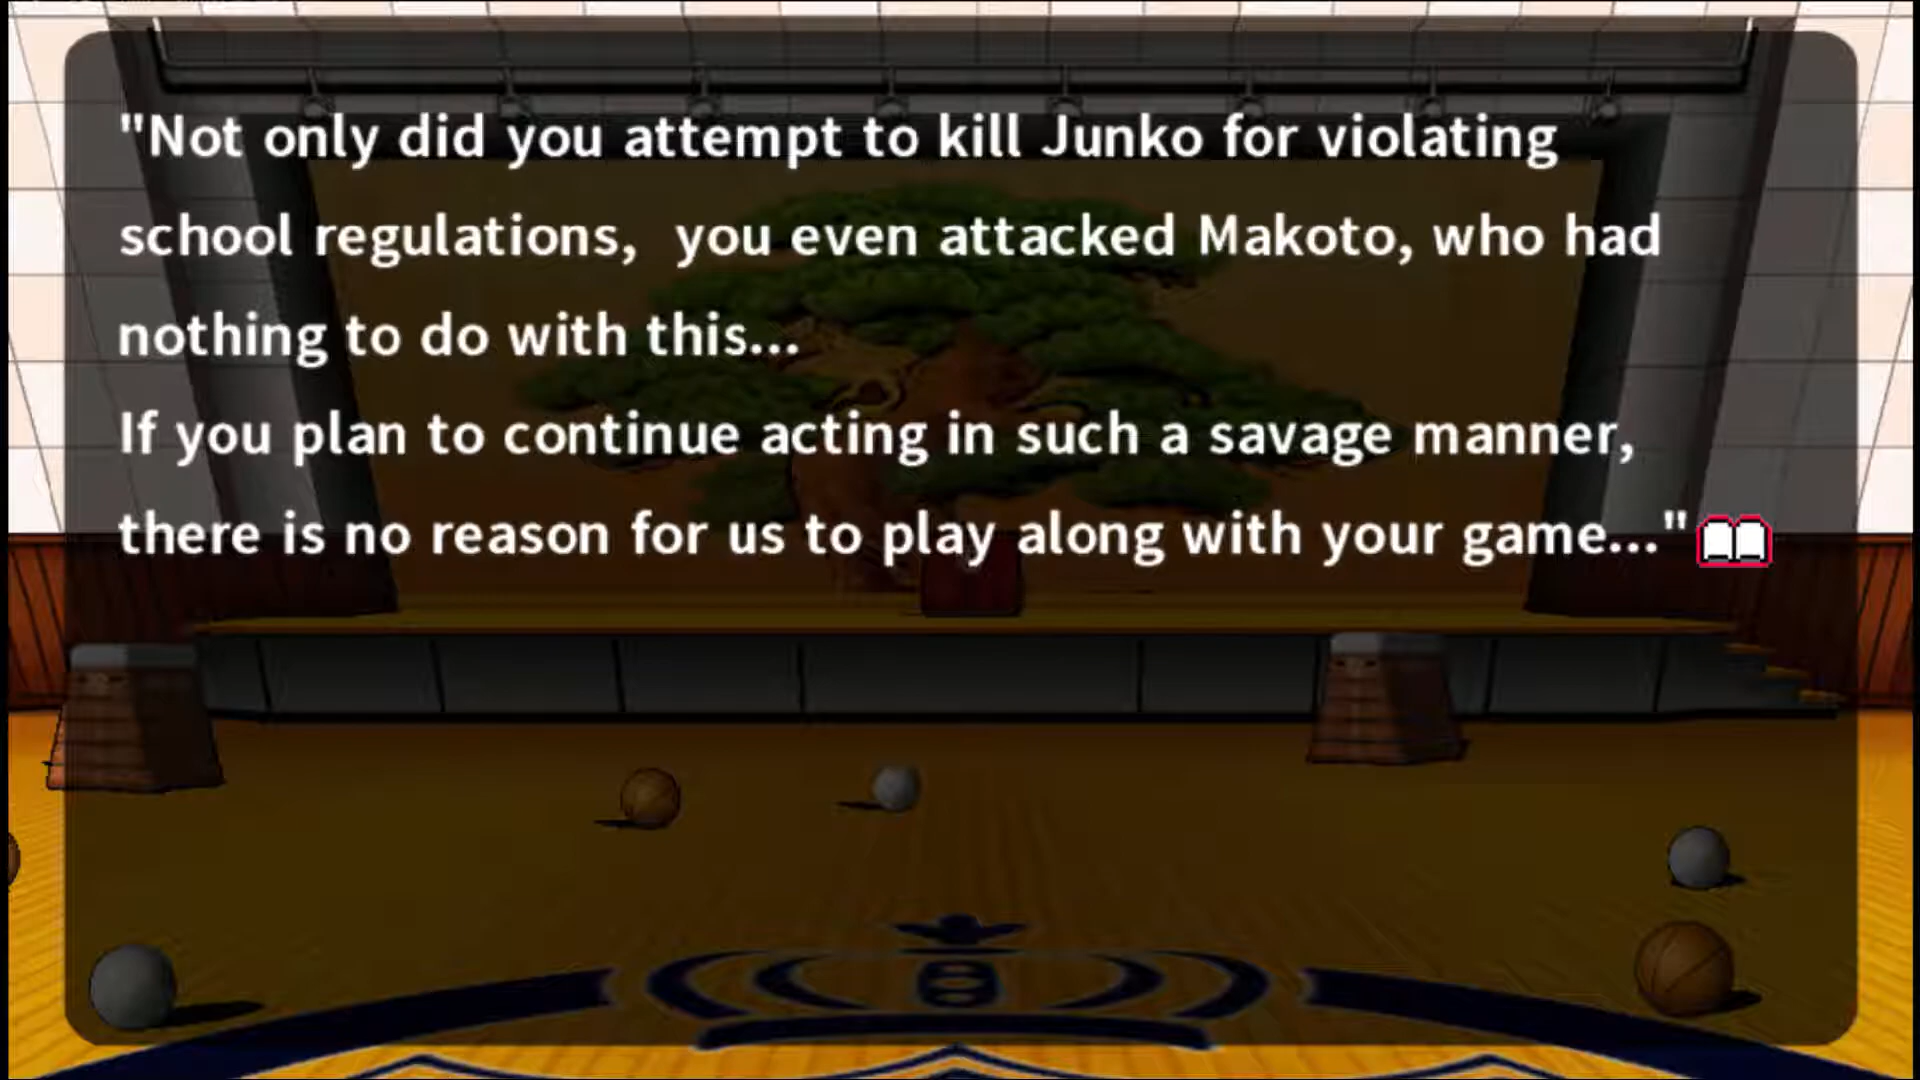 "Not only did you attempt to kill Junko for violating
school regulations,  you even attacked Makoto, who had
nothing to do with this...
If you plan to continue acting in such a savage manner,
there is no reason for us to play along with your game..."